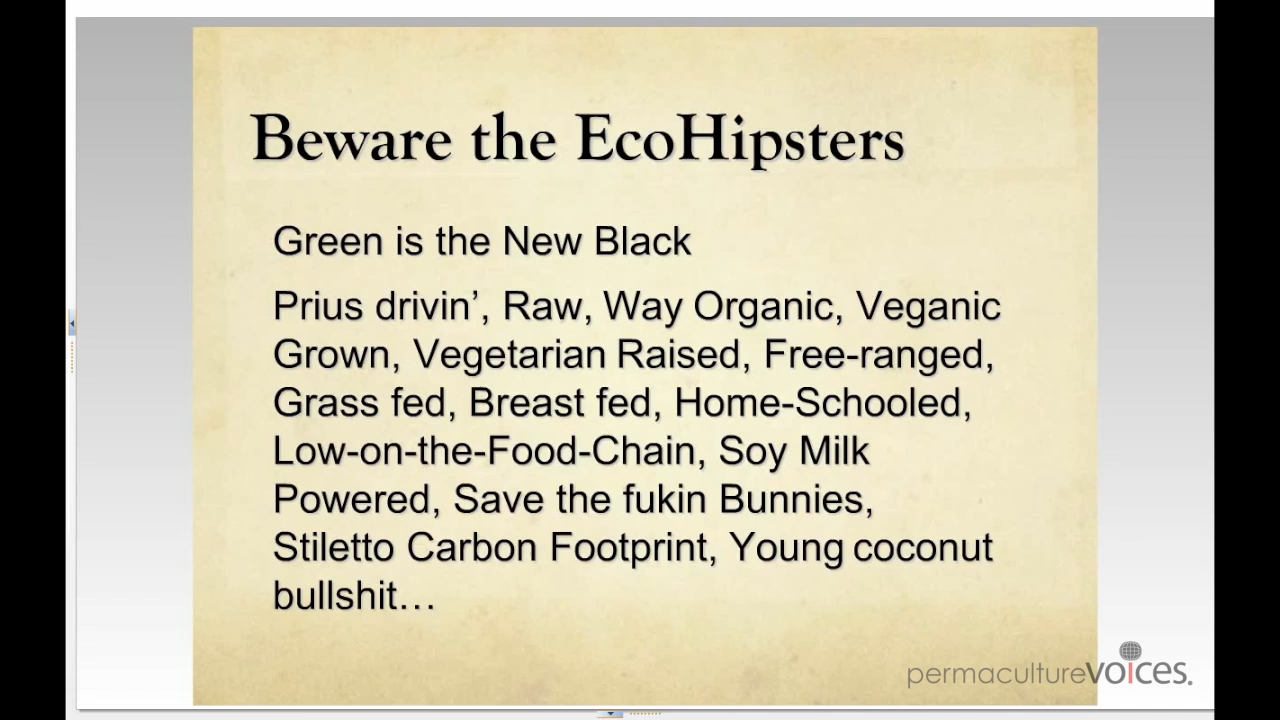 Beware the EcoHipsters
Green is the New Black
Prius drivin’, Raw, Way Organic, Veganic
Grown, Vegetarian Raised, Free-ranged,
Grass fed, Breast fed, Home-Schooled,
Low-on-the-Food-Chain, Soy Milk
Powered, Save the fukin Bunnies,
Stiletto Carbon Footprint, Young coconut
bullshit…
permacultureVOiCES.